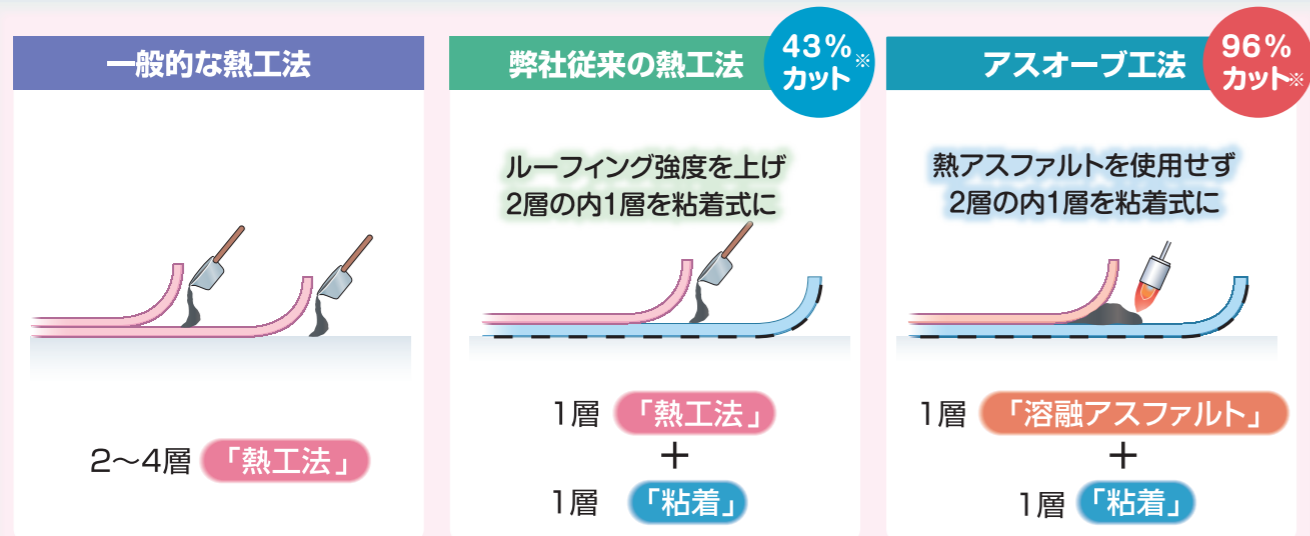 一般的な熱工法
2〜4層 「熱工法」
弊社従来の熱工法
43%
カット※
ルーフィング強度を上げ
2層の内1層を粘着式に
1層 「熱工法」
+
1層 「粘着」
アスオーブ工法
96%
カット※
熱アスファルトを使用せず
2層の内1層を粘着式に
1層 「溶融アスファルト」
+
1層 「粘着」